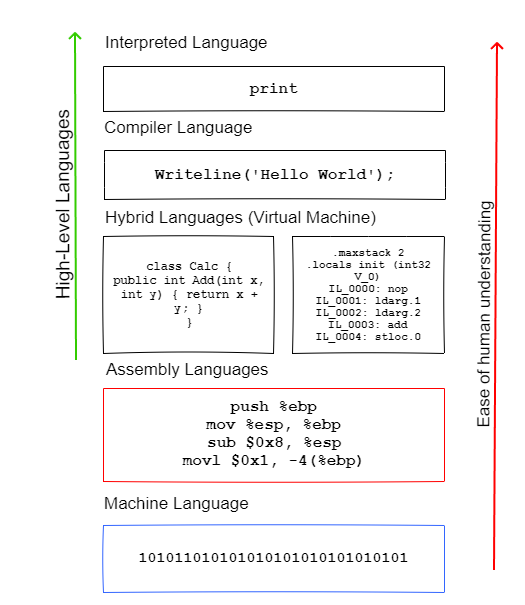 Interpreted Language
print
Compiler Language
Writeline('Hello World');
Hybrid Languages (Virtual Machine)
class Calc {
public int Add(int x,
int y) { return x +
y; }
}
.maxstack 2
.locals init (int32
V_0)
IL_0000: nop
IL_0001: ldarg.1
IL_0002: ldarg.2
IL_0003: add
IL_0004: stloc.0
Assembly Languages
push %ebp
mov %esp, %ebp
sub $0x8, %esp
movl $0x1, -4(%ebp)
Machine Language
101011010101010101010101010101
High-Level Languages
Ease of human understanding